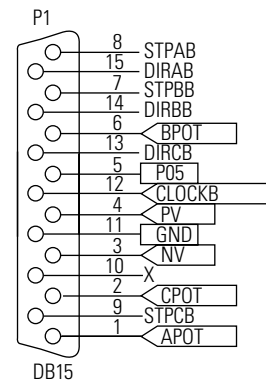 P1
8 STPAB
15 DIRAB
7 STPBB
14 DIRBB
6 BPOT
13 DIRCB
5 P05
12 CLOCKB
4 PV
11 GND
3 NV
10 X
2 CPOT
9 STPCB
1 APOT
DB15